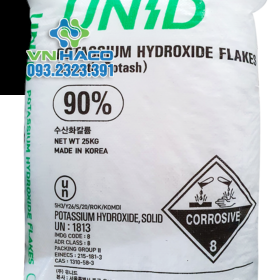 UNID
VNHACO
093.2323.391
POTASSIUM HYDROXIDE FLAKES
90%
수산화칼륨
NET WT 25KG
MADE IN KOREA
un
POTASSIUM HYDROXIDE, SOLID
UN : 1813
IMDG CODE : 8
ADR CLASS : 8
PACKING GROUP II
EINECS : 215-181-3
CAS : 1310-58-3
CORROSIVE
8
POTASSIUM HYDROXIDE FLAKES